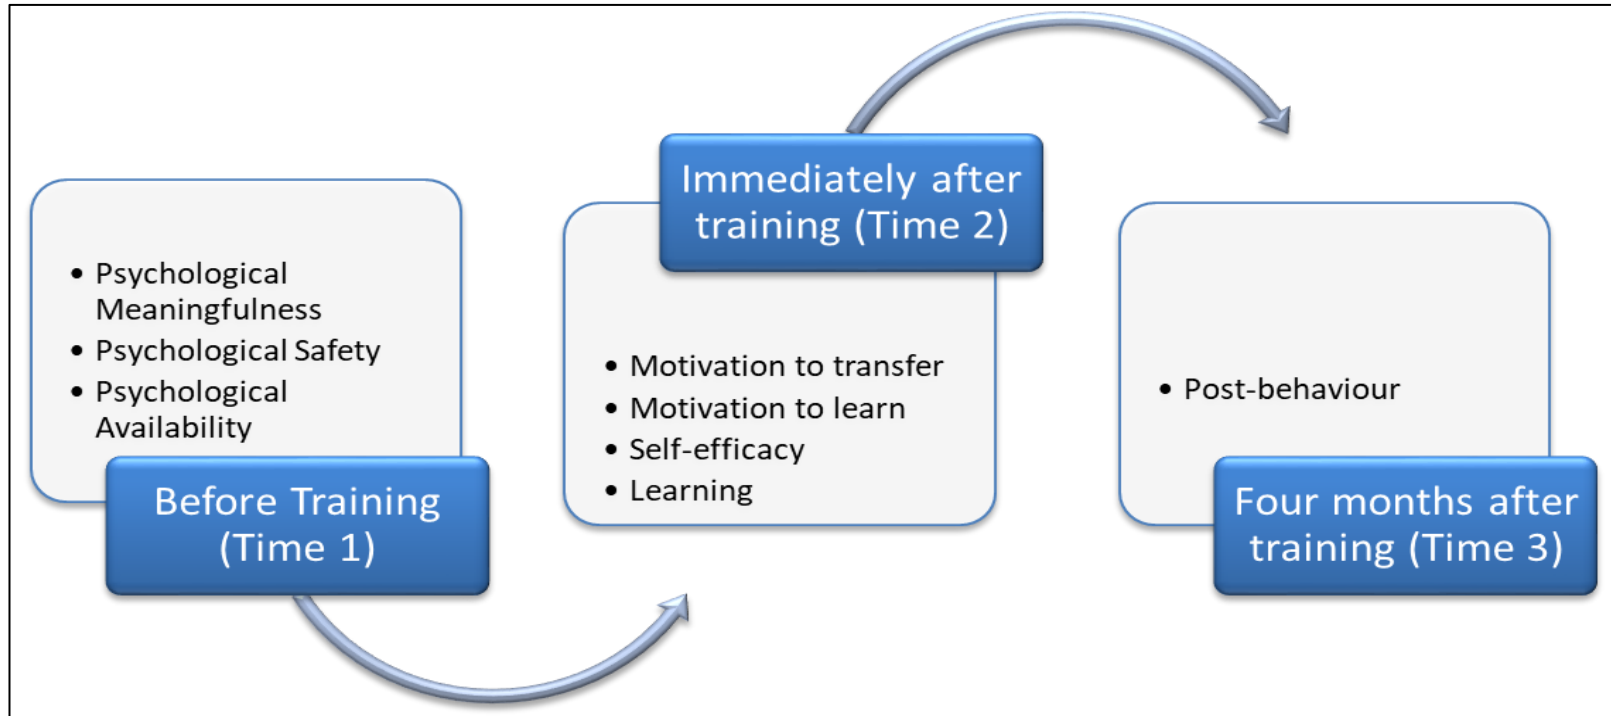 • Psychological
Meaningfulness
• Psychological Safety
• Psychological
Availability
Before Training
(Time 1)
Immediately after
training (Time 2)
• Motivation to transfer
• Motivation to learn
• Self-efficacy
• Learning
• Post-behaviour
Four months after
training (Time 3)